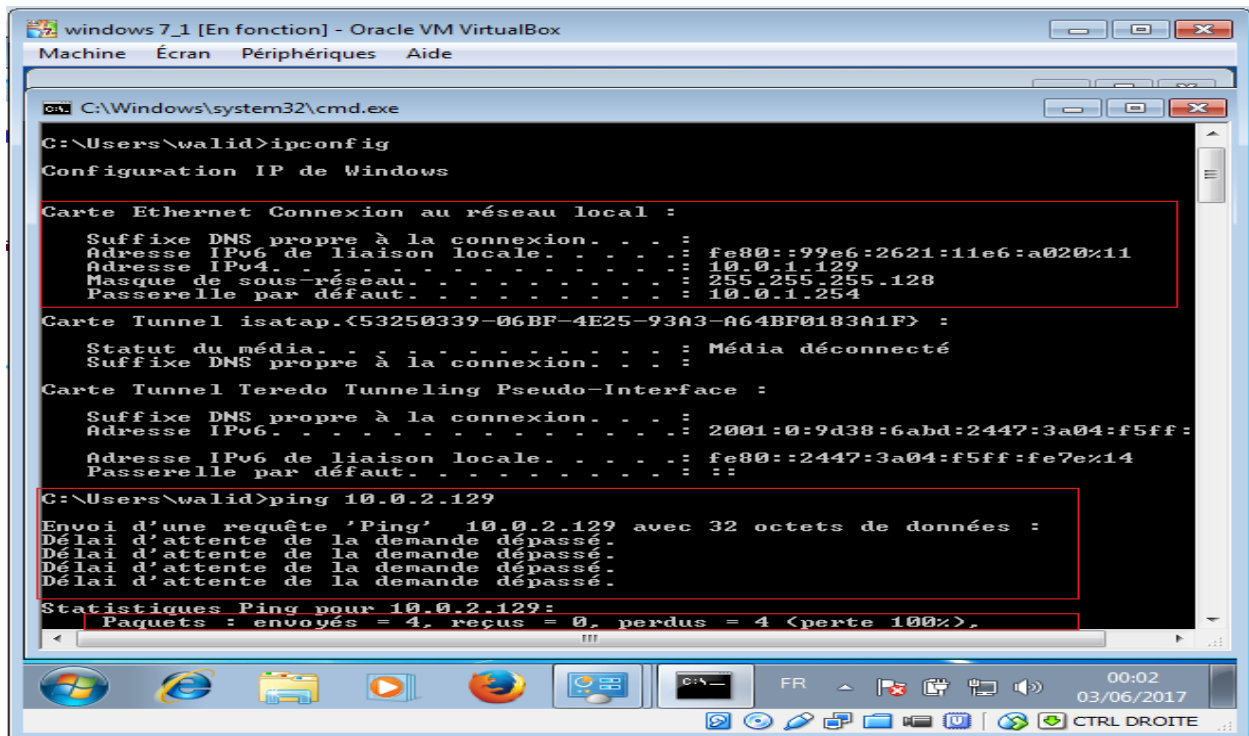 windows 7_1 [En fonction] - Oracle VM VirtualBox
Machine Écran Périphériques Aide
C:\Windows\system32\cmd.exe
C:\Users\walid>ipconfig
Configuration IP de Windows
Carte Ethernet Connexion au réseau local :
Suffixe DNS propre à la connexion. . . :
Adresse IPv6 de liaison locale. . . . .: fe80::99e6:2621:11e6:a020%11
Adresse IPv4. . . . . . . . . . . . . .: 10.0.1.129
Masque de sous-réseau. . . . . . . . . : 255.255.255.128
Passerelle par défaut. . . . . . . . . : 10.0.1.254
Carte Tunnel isatap.{53250339-06BF-4E25-93A3-A64BF0183A1F} :
Statut du média. . . . . . . . . . . . : Média déconnecté
Suffixe DNS propre à la connexion. . . :
Carte Tunnel Teredo Tunneling Pseudo-Interface :
Suffixe DNS propre à la connexion. . . :
Adresse IPv6. . . . . . . . . . . . . .: 2001:0:9d38:6abd:2447:3a04:f5ff:
Adresse IPv6 de liaison locale. . . . .: fe80::2447:3a04:f5ff:fe7e%14
Passerelle par défaut. . . . . . . . . : ::
C:\Users\walid>ping 10.0.2.129
Envoi d'une requête 'Ping'  10.0.2.129 avec 32 octets de données :
Délai d'attente de la demande dépassé.
Délai d'attente de la demande dépassé.
Délai d'attente de la demande dépassé.
Délai d'attente de la demande dépassé.
Statistiques Ping pour 10.0.2.129:
Paquets : envoyés = 4, reçus = 0, perdus = 4 (perte 100%),
FR
00:02
03/06/2017
CTRL DROITE